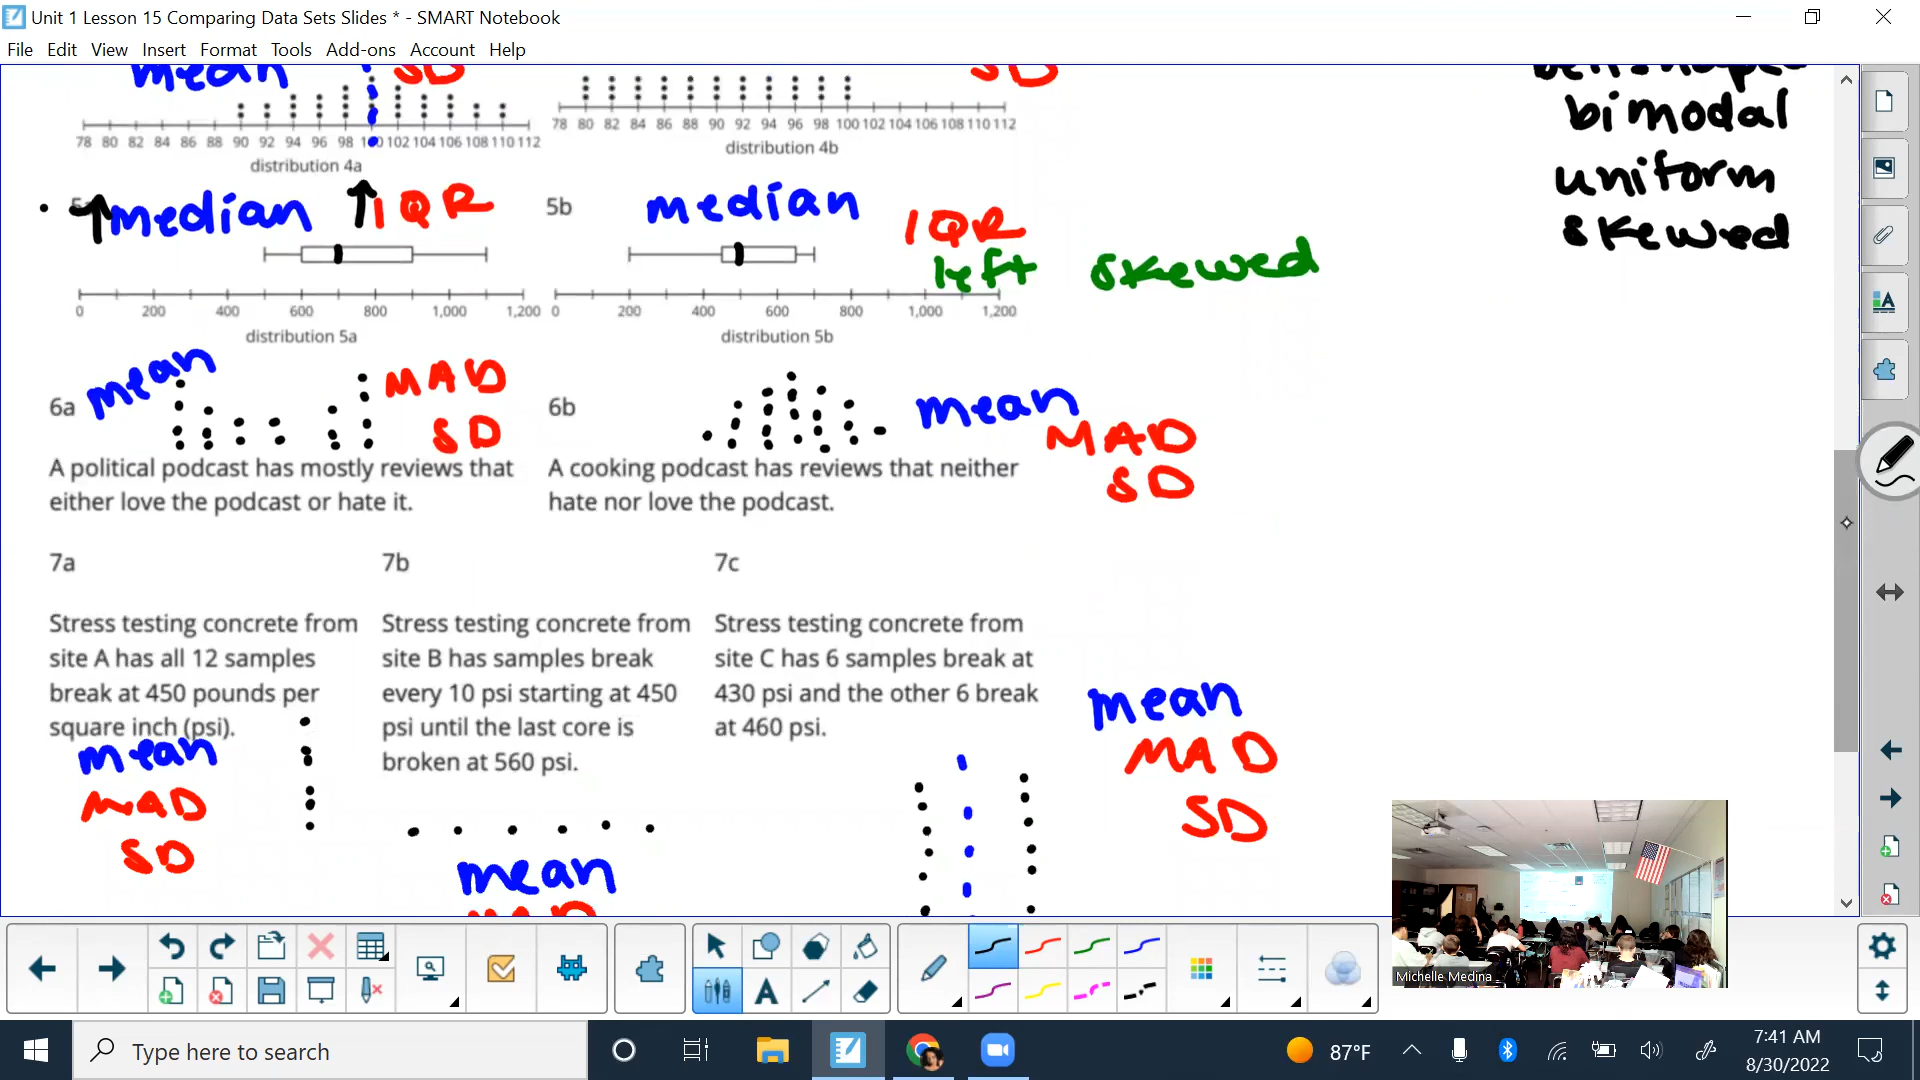 Unit 1 Lesson 15 Comparing Data Sets Slides * - SMART Notebook
File Edit View Insert Format Tools Add-ons Account Help
mean SD SD
78 80 82 84 86 88 90 92 94 96 98 100 102 104 106 108 110 112
distribution 4a
78 80 82 84 86 88 90 92 94 96 98 100 102 104 106 108 110 112
distribution 4b
bimodal
uniform
skewed
median IQR
5b median IQR
left skewed
0 200 400 600 800 1,000 1,200
distribution 5a
0 200 400 600 800 1,000 1,200
distribution 5b
6a mean MAD
SD
A political podcast has mostly reviews that
either love the podcast or hate it.
6b mean
MAD
SD
A cooking podcast has reviews that neither
hate nor love the podcast.
7a
Stress testing concrete from
site A has all 12 samples
break at 450 pounds per
square inch (psi).
mean
MAD
SD
7b
Stress testing concrete from
site B has samples break
every 10 psi starting at 450
psi until the last core is
broken at 560 psi.
mean
MAD
7c
Stress testing concrete from
site C has 6 samples break at
430 psi and the other 6 break
at 460 psi.
mean
MAD
SD
Michelle Medina
Type here to search
87°F
7:41 AM
8/30/2022